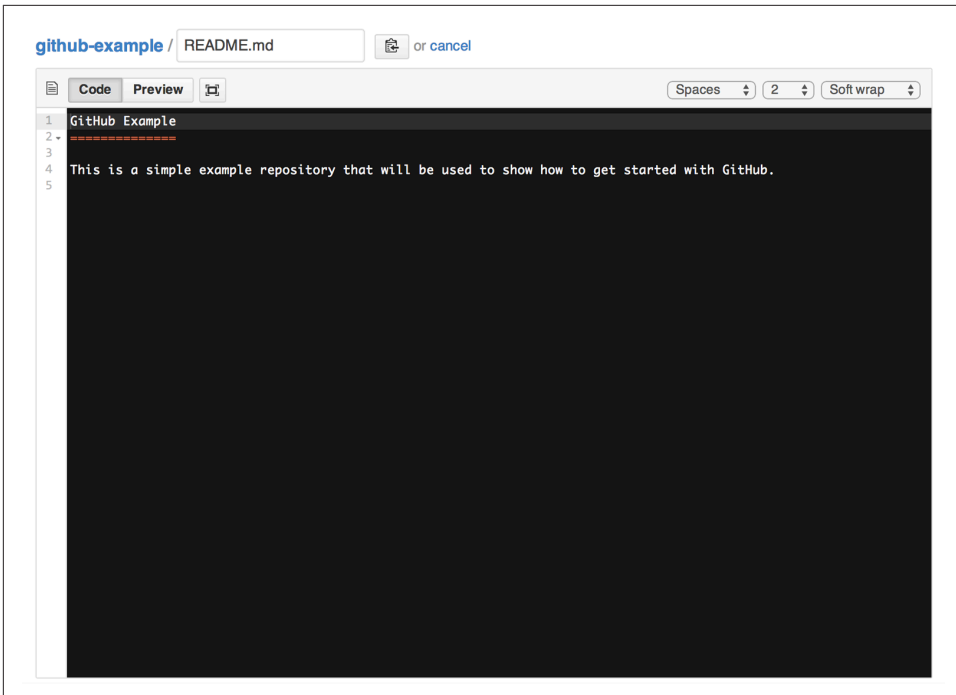 github-example / README.md or cancel
Code Preview Spaces 2 Soft wrap
1 GitHub Example
2 ==============
3
4 This is a simple example repository that will be used to show how to get started with GitHub.
5